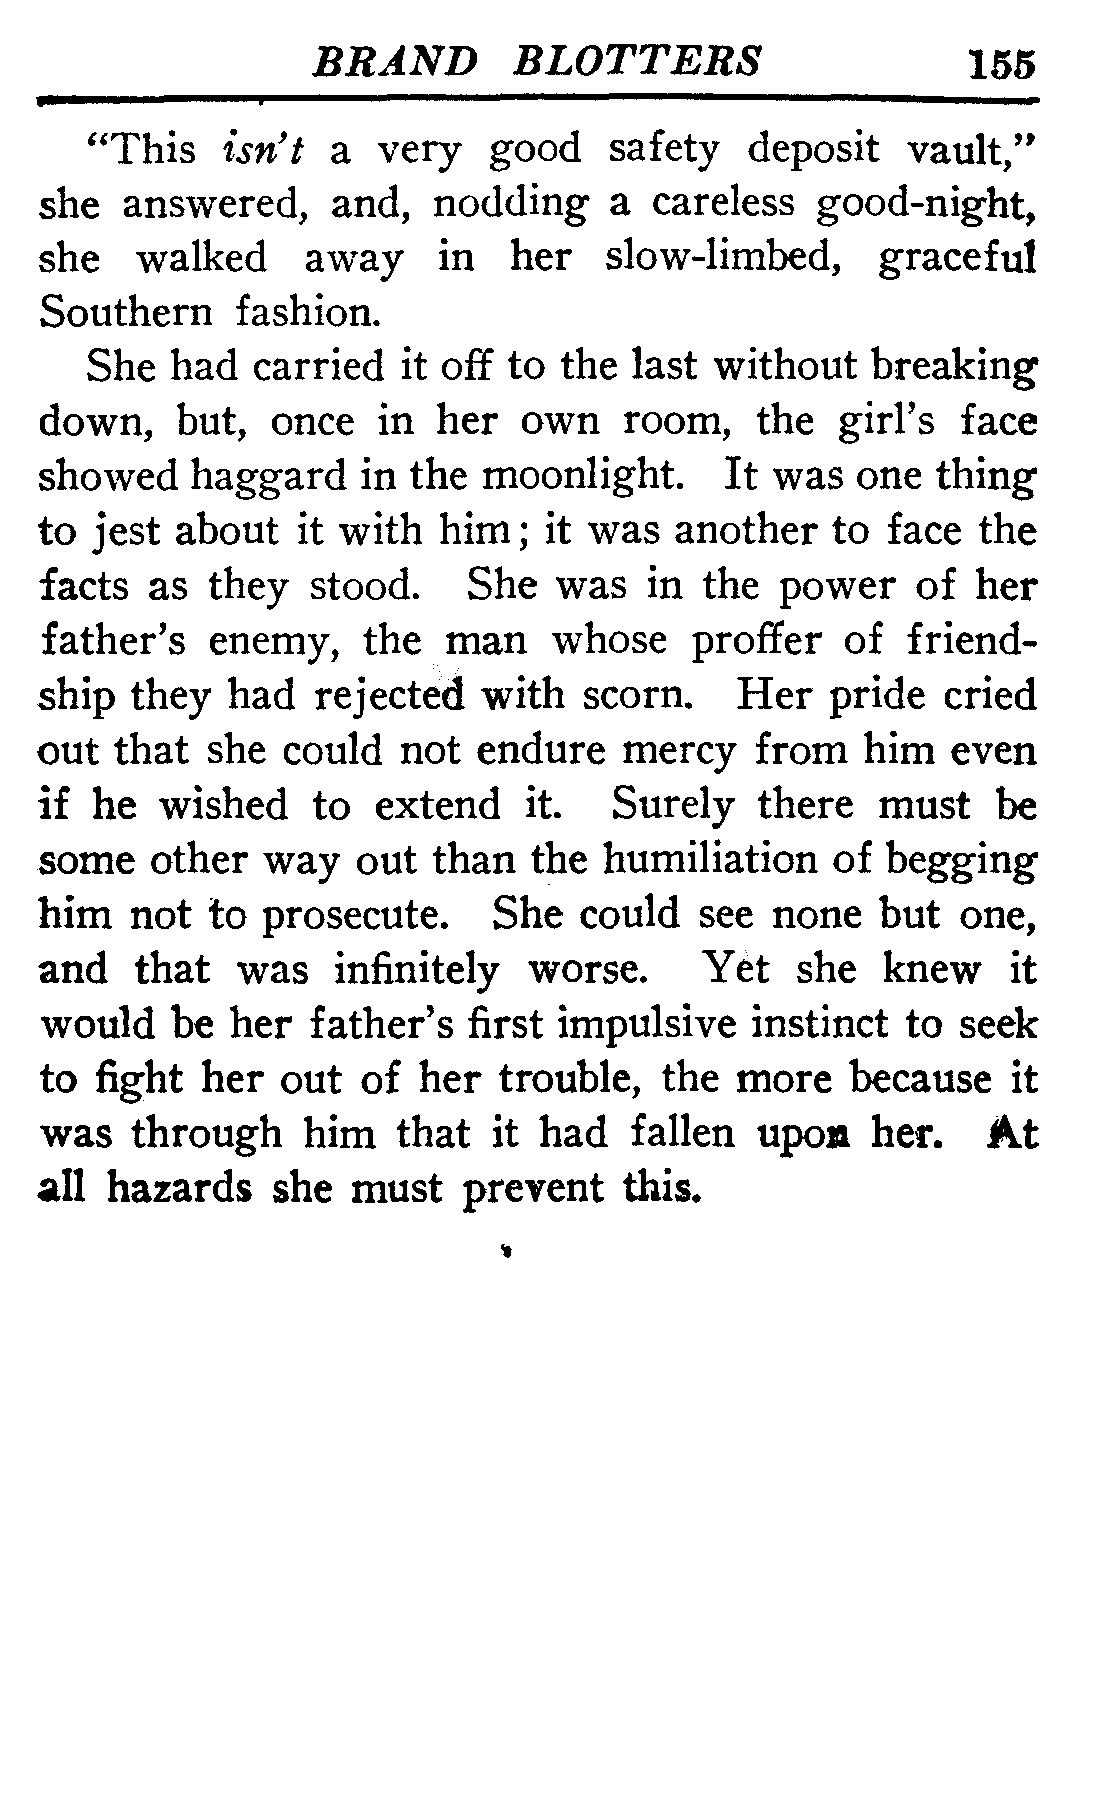 BRAND BLOTTERS 155
“This isn’t a very good safety deposit vault,”
she answered, and, nodding a careless good-night,
she walked away in her slow-limbed, graceful
Southern fashion.
She had carried it off to the last without breaking
down, but, once in her own room, the girl’s face
showed haggard in the moonlight. It was one thing
to jest about it with him; it was another to face the
facts as they stood. She was in the power of her
father’s enemy, the man whose proffer of friend-
ship they had rejected with scorn. Her pride cried
out that she could not endure mercy from him even
if he wished to extend it. Surely there must be
some other way out than the humiliation of begging
him not to prosecute. She could see none but one,
and that was infinitely worse. Yet she knew it
would be her father’s first impulsive instinct to seek
to fight her out of her trouble, the more because it
was through him that it had fallen upon her. At
all hazards she must prevent this.